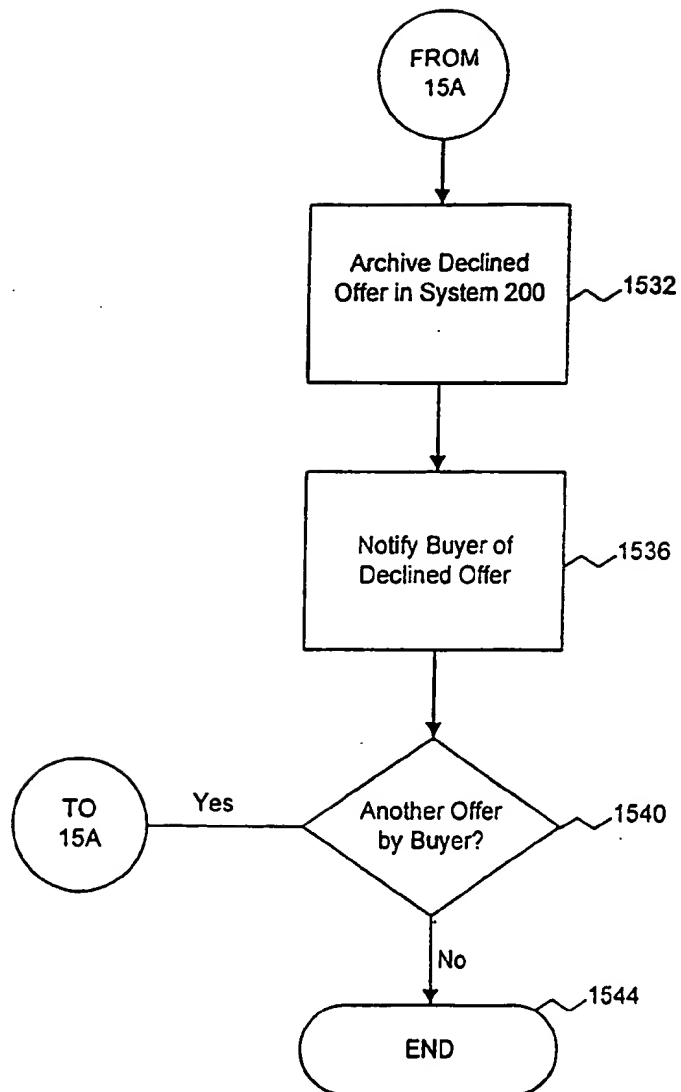 FROM
15A
Archive Declined
Offer in System 200
1532
Notify Buyer of
Declined Offer
1536
TO
15A
Yes
Another Offer
by Buyer?
1540
No
1544
END